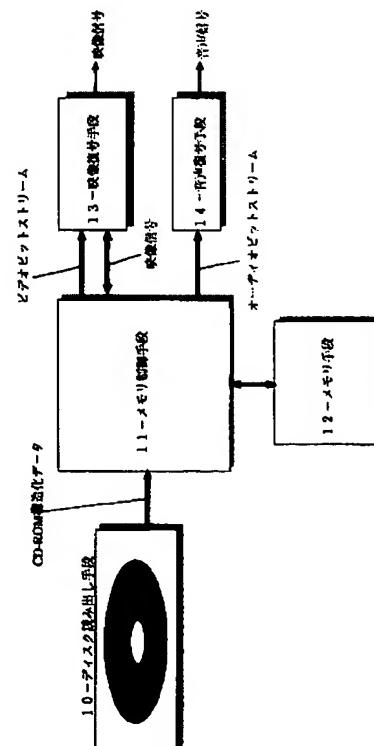 10-ディスク読み出し手段
CD-ROM構造化データ
11-メモリ制御手段
12-メモリ手段
ビデオビットストリーム
映像信号
オーディオビットストリーム
13-映像復号手段
14-音声復号手段
映像信号
音声信号